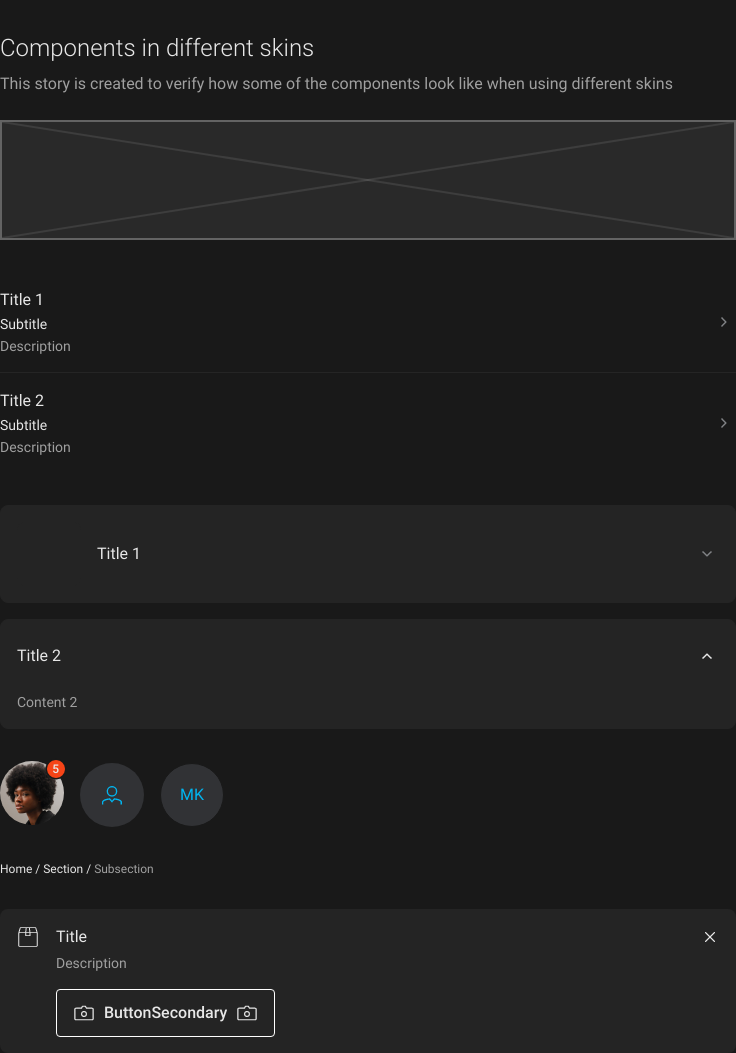 Components in different skins
This story is created to verify how some of the components look like when using different skins
Title 1
Subtitle
Description
Title 2
Subtitle
Description
Title 1
Title 2
Content 2
5
MK
Home / Section / Subsection
Title
Description
ButtonSecondary